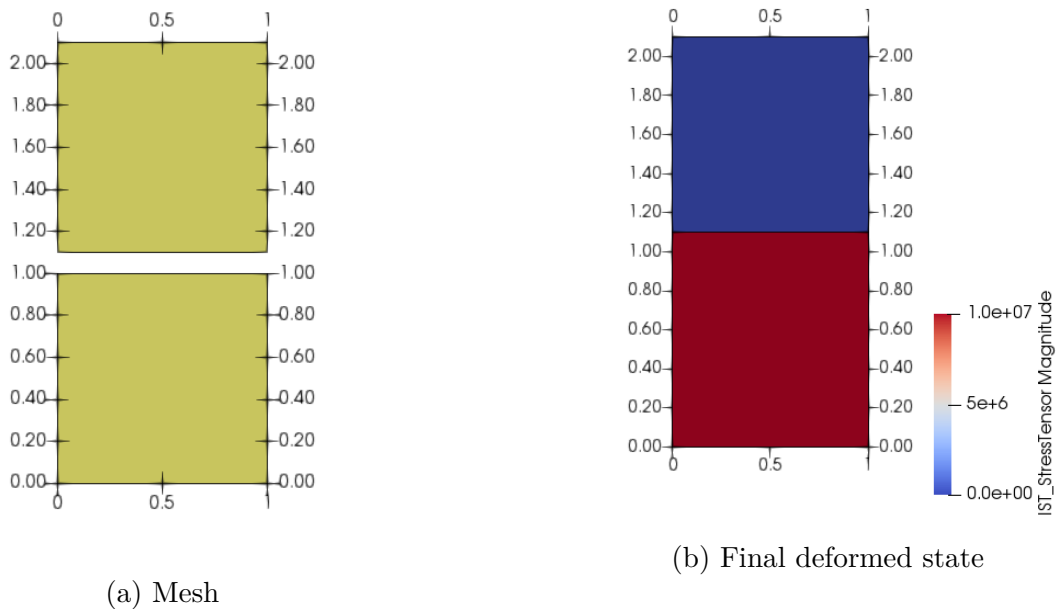 0 0.5 1
2.00 2.00
1.80 1.80
1.60 1.60
1.40 1.40
1.20 1.20
1.00 1.00
0.80 0.80
0.60 0.60
0.40 0.40
0.20 0.20
0.00 0.00
0 0.5 1
(a) Mesh
0 0.5 1
2.00 2.00
1.80 1.80
1.60 1.60
1.40 1.40
1.20 1.20
1.00 1.00
0.80 0.80
0.60 0.60
0.40 0.40
0.20 0.20
0.00 0.00
0 0.5 1
1.0e+07
5e+6
0.0e+00
IST_StressTensor Magnitude
(b) Final deformed state